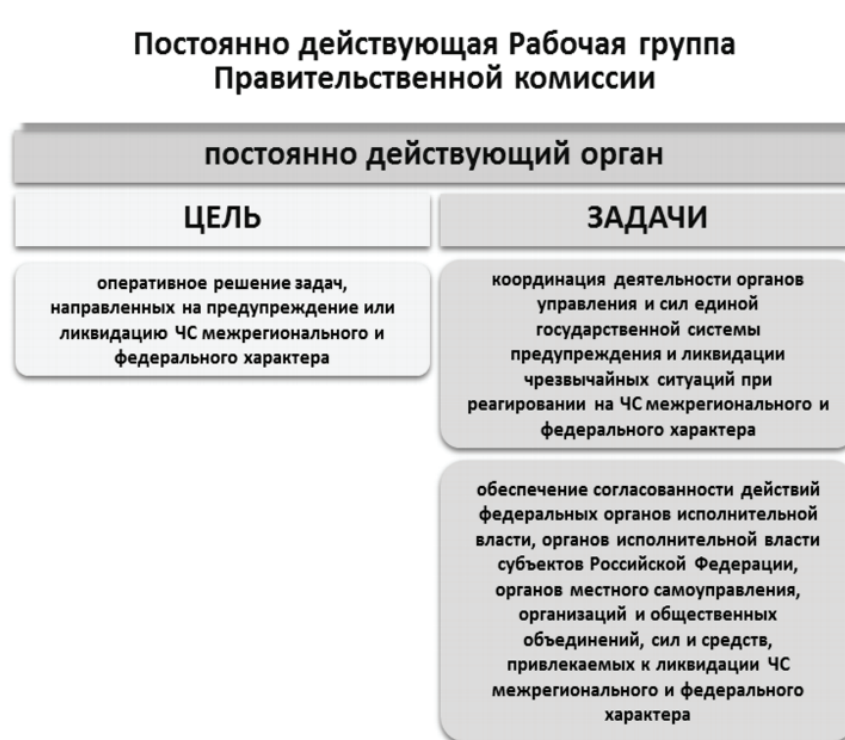 Постоянно действующая Рабочая группа
Правительственной комиссии
постоянно действующий орган
ЦЕЛЬ
оперативное решение задач,
направленных на предупреждение или
ликвидацию ЧС межрегионального и
федерального характера
ЗАДАЧИ
координация деятельности органов
управления и сил единой
государственной системы
предупреждения и ликвидации
чрезвычайных ситуаций при
реагировании на ЧС межрегионального и
федерального характера
обеспечение согласованности действий
федеральных органов исполнительной
власти, органов исполнительной власти
субъектов Российской Федерации,
органов местного самоуправления,
организаций и общественных
объединений, сил и средств,
привлекаемых к ликвидации ЧС
межрегионального и федерального
характера